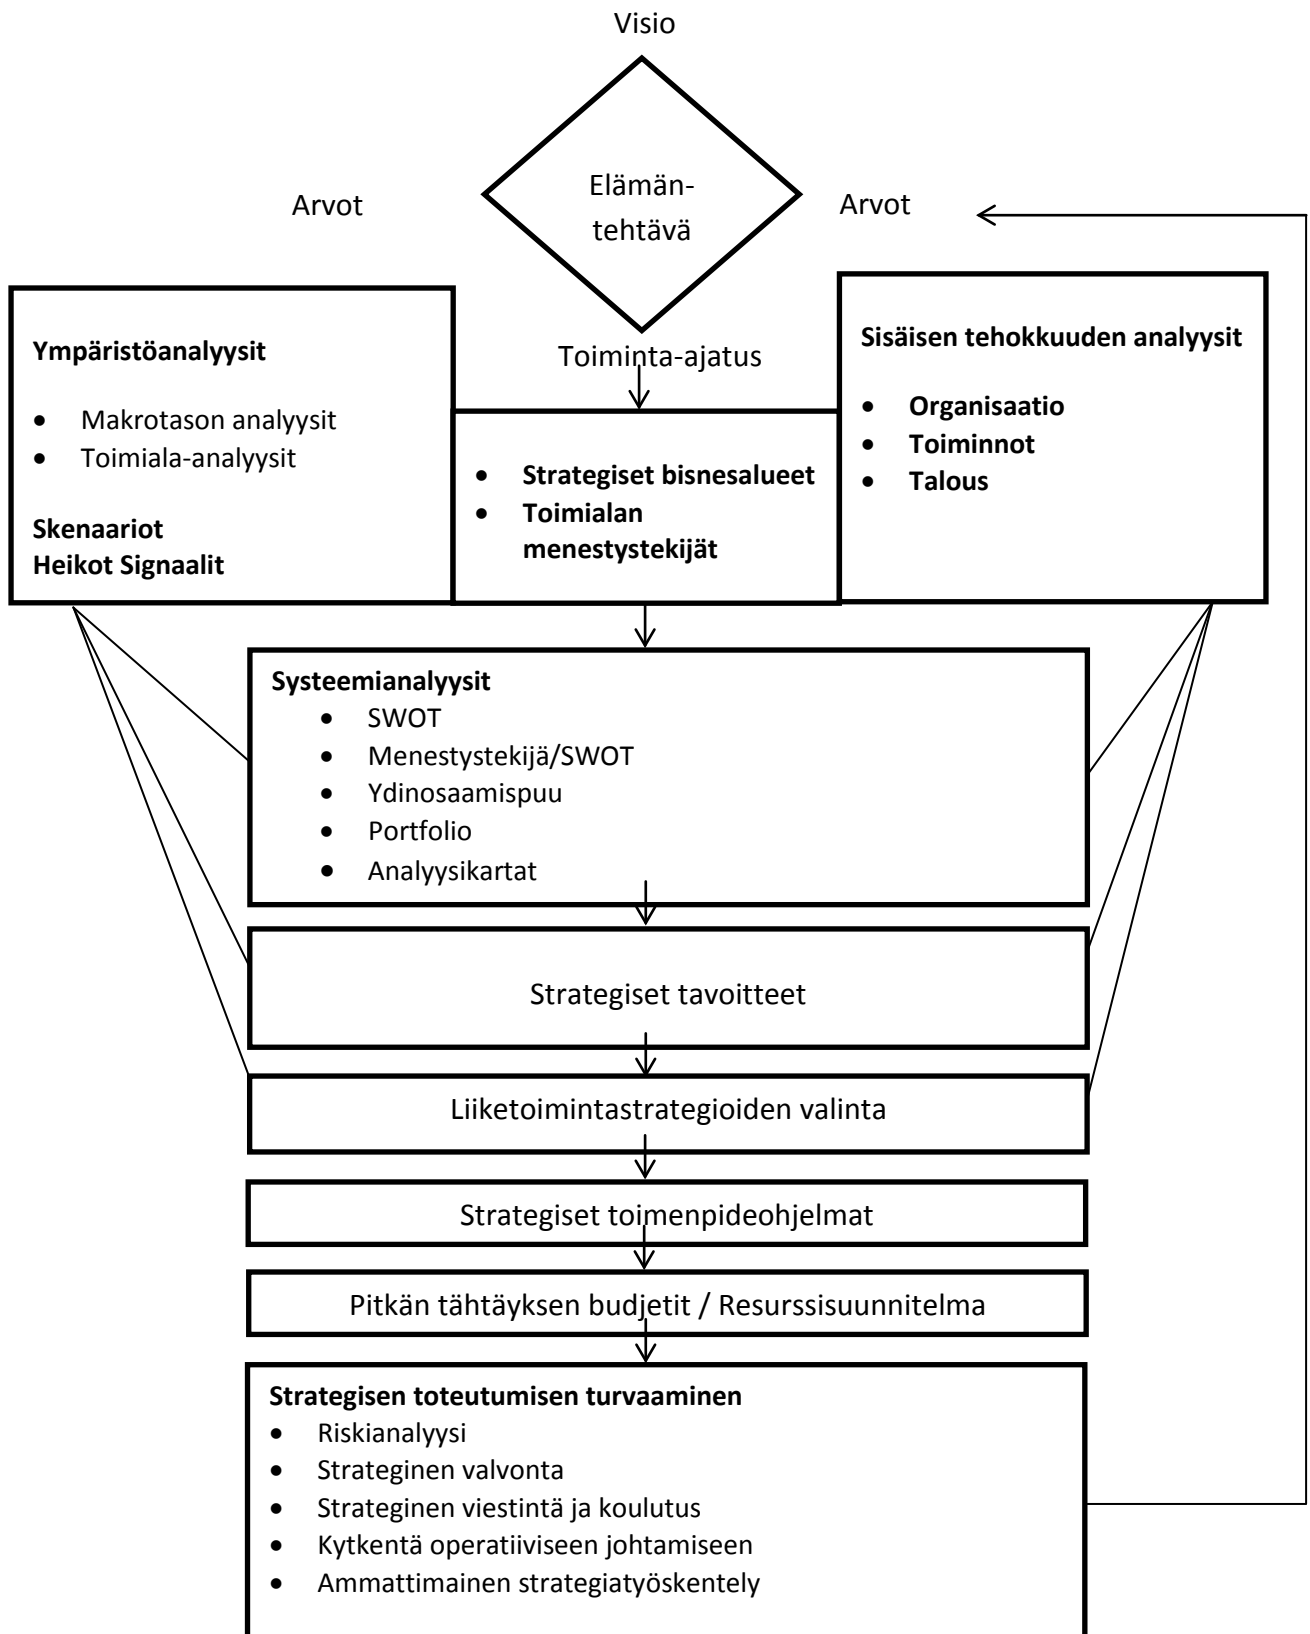 Visio
Elämän-
tehtävä
Arvot
Arvot
Ympäristöanalyysit
• Makrotason analyysit
• Toimiala-analyysit
Skenaariot
Heikot Signaalit
Toiminta-ajatus
• Strategiset bisnesalueet
• Toimialan
menestystekijät
Sisäisen tehokkuuden analyysit
• Organisaatio
• Toiminnot
• Talous
Systeemianalyysit
• SWOT
• Menestystekijä/SWOT
• Ydinosaamispuu
• Portfolio
• Analyysikartat
Strategiset tavoitteet
Liiketoimintastrategioiden valinta
Strategiset toimenpideohjelmat
Pitkän tähtäyksen budjetit / Resurssisuunnitelma
Strategisen toteutumisen turvaaminen
• Riskianalyysi
• Strateginen valvonta
• Strateginen viestintä ja koulutus
• Kytkentä operatiiviseen johtamiseen
• Ammattimainen strategiatyöskentely